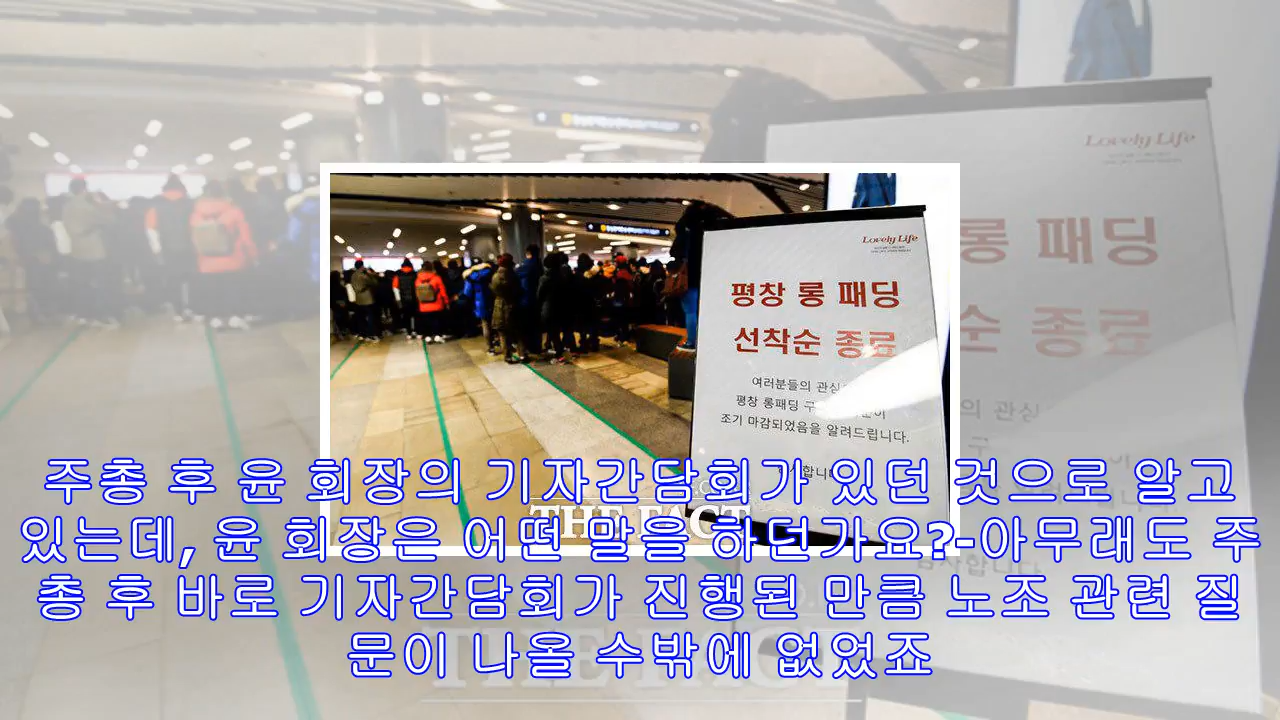 Lovely Life
평창 롱 패딩
선착순 종료
여러분들의 관심
평창 롱패딩 구
조기 마감되었음을 알려드립니다.
THE FACT
주총 후 윤 회장의 기자간담회가 있던 것으로 알고
있는데, 윤 회장은 어떤 말을 하던가요?-아무래도 주
총 후 바로 기자간담회가 진행된 만큼 노조 관련 질
문이 나올 수밖에 없었죠